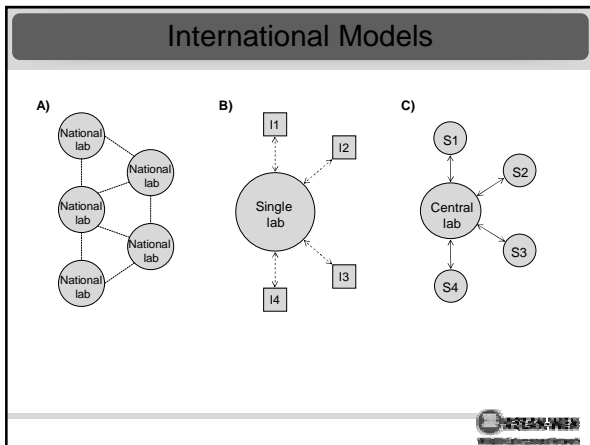 International Models
A)
National
lab
National
lab
National
lab
National
lab
National
lab
B)
I1
I2
Single
lab
I3
I4
C)
S1
S2
Central
lab
S3
S4